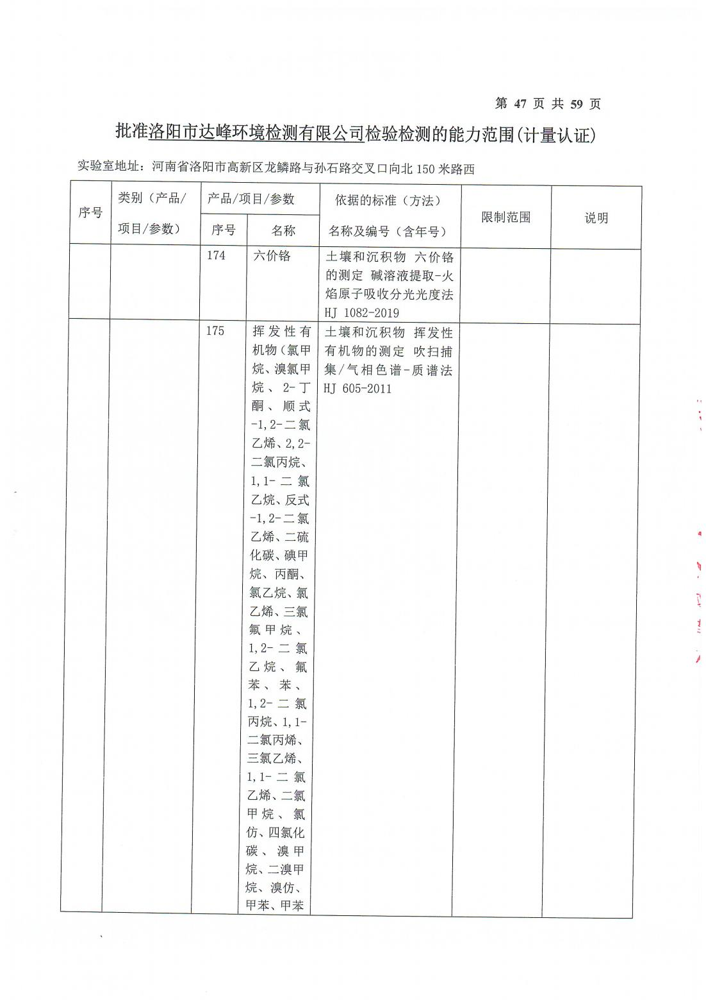 第 47 页 共 59 页
批准洛阳市达峰环境检测有限公司检验检测的能力范围(计量认证)
实验室地址：河南省洛阳市高新区龙鳞路与孙石路交叉口向北 150 米路西
序号
类别（产品/
项目/参数）
产品/项目/参数
序号
名称
依据的标准（方法）
名称及编号（含年号）
限制范围
说明
174
六价铬
土壤和沉积物 六价铬
的测定 碱溶液提取-火
焰原子吸收分光光度法
HJ 1082-2019
175
挥发性有
机物（氯甲
烷、溴氯甲
烷、2-丁
酮、顺式
-1,2-二氯
乙烯、2,2-
二氯丙烷、
1,1-二氯
乙烷、反式
-1,2-二氯
乙烯、二硫
化碳、碘甲
烷、丙酮、
氯乙烷、氯
乙烯、三氯
氟甲烷、
1,2-二氯
乙烷、氟
苯、苯、
1,2-二氯
丙烷、1,1-
二氯丙烯、
三氯乙烯、
1,1-二氯
乙烯、二氯
甲烷、氯
仿、四氯化
碳、溴甲
烷、二溴甲
烷、溴仿、
甲苯、甲苯
土壤和沉积物 挥发性
有机物的测定 吹扫捕
集/气相色谱-质谱法
HJ 605-2011